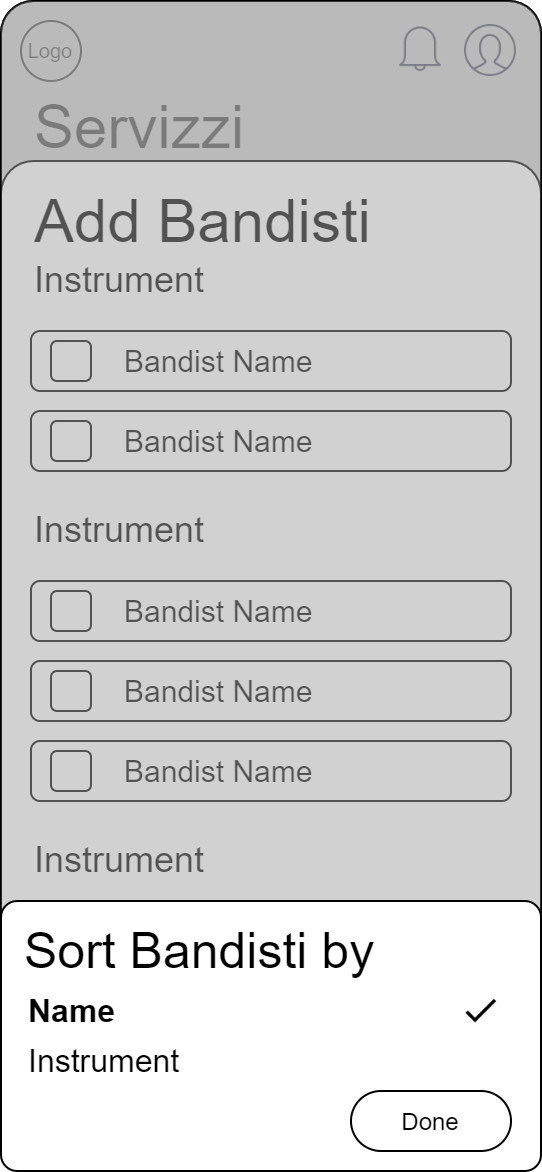 Logo
Servizzi
Add Bandisti
Instrument
Bandist Name
Bandist Name
Instrument
Bandist Name
Bandist Name
Bandist Name
Instrument
Sort Bandisti by
Name
Instrument
Done